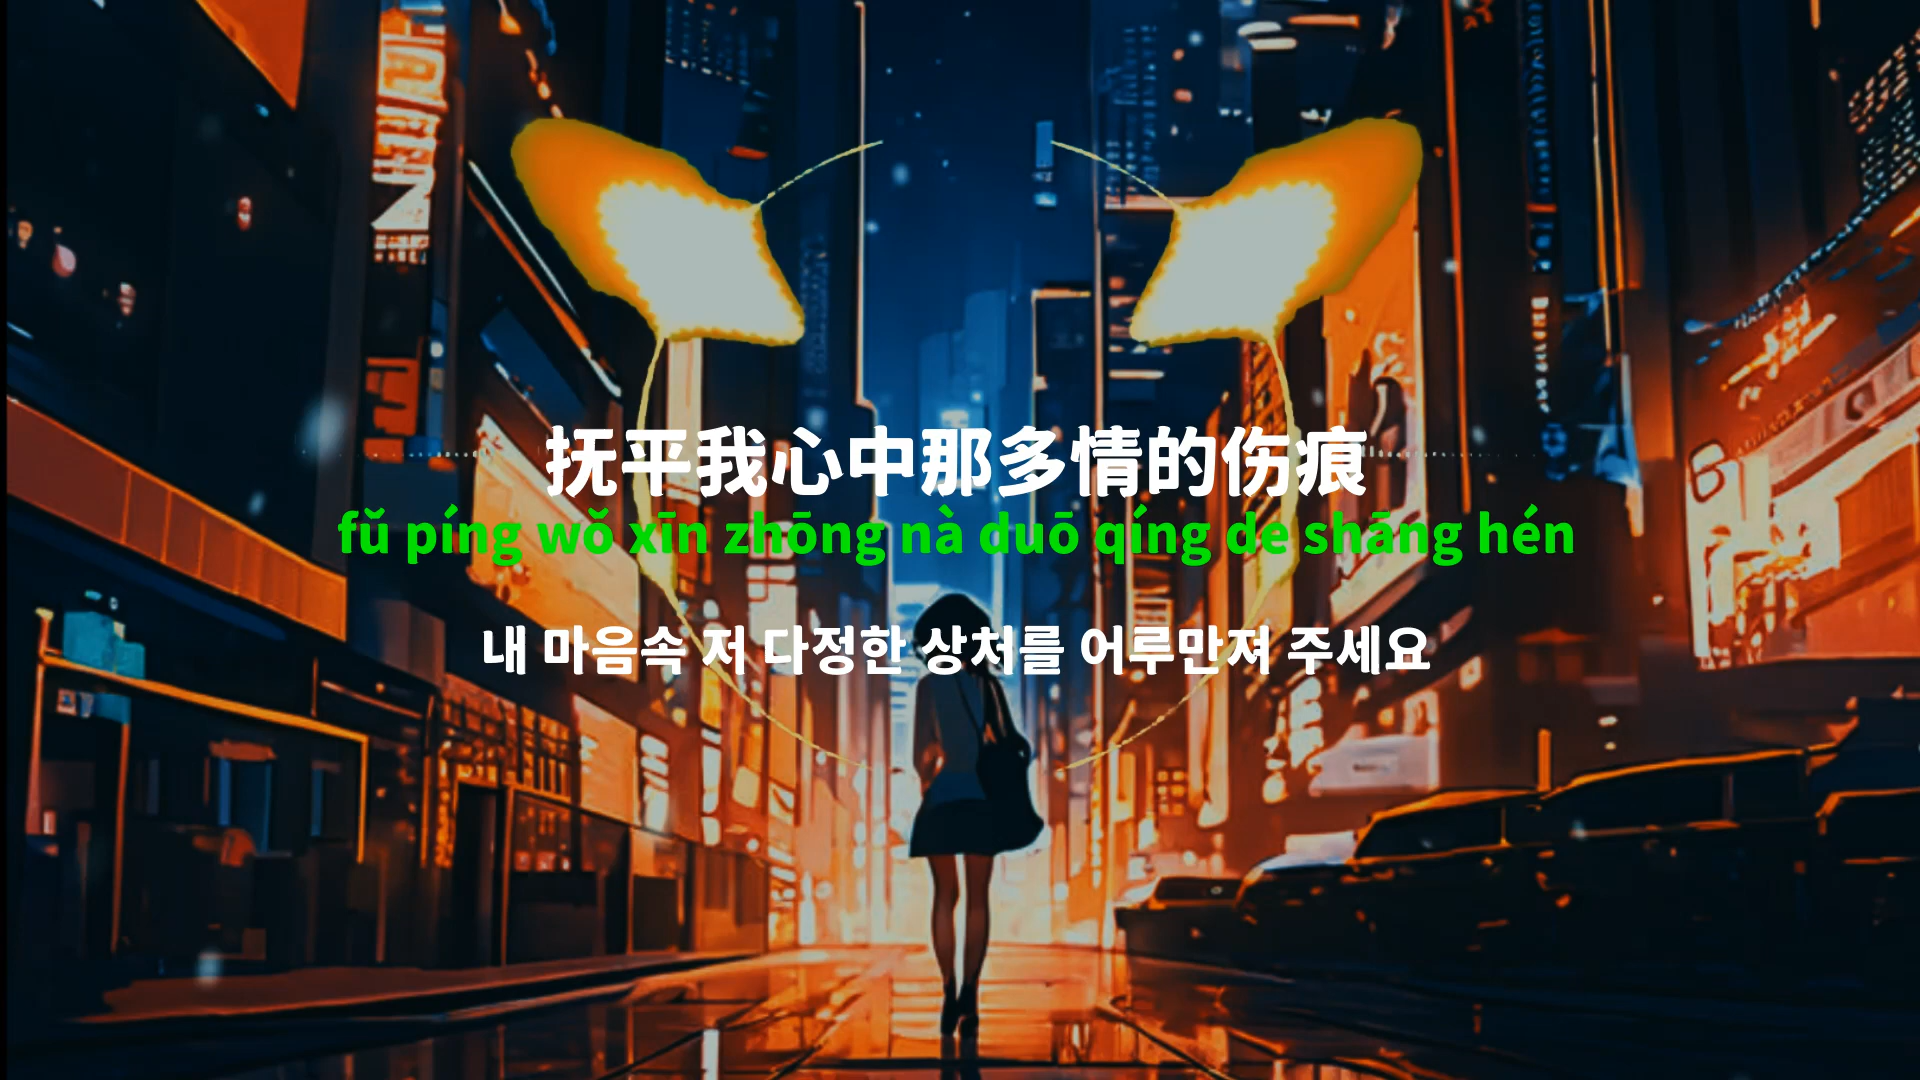 抚平我心中那多情的伤痕
fŭ píng wŏ xīn zhōng nà duō qíng de shāng hén
내 마음속 저 다정한 상처를 어루만져 주세요